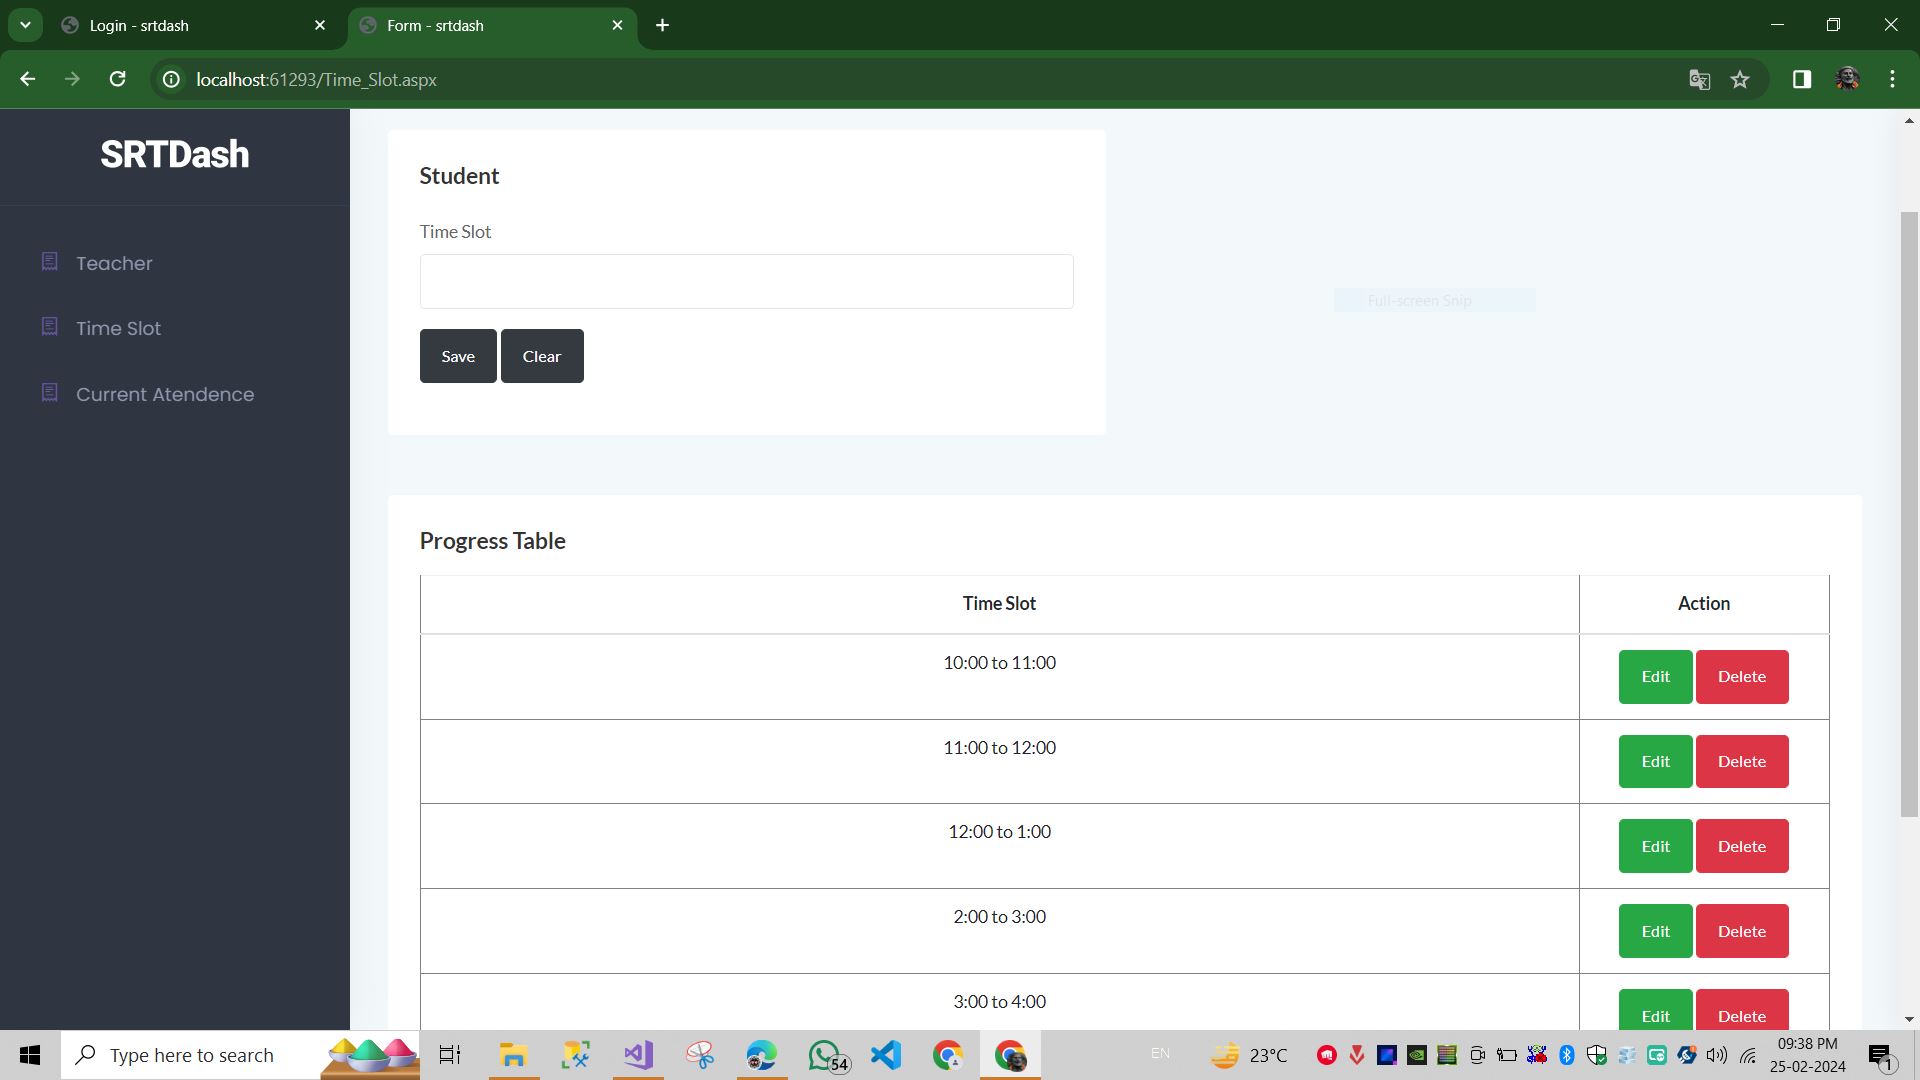 Login - srtdash
Form - srtdash
localhost:61293/Time_Slot.aspx
SRTDash
Teacher
Time Slot
Current Atendence
Student
Time Slot
Save Clear
Full-screen Snip
Progress Table
Time Slot Action
10:00 to 11:00 Edit Delete
11:00 to 12:00 Edit Delete
12:00 to 1:00 Edit Delete
2:00 to 3:00 Edit Delete
3:00 to 4:00 Edit Delete
Type here to search
54
EN
23°C
09:38 PM
25-02-2024
1